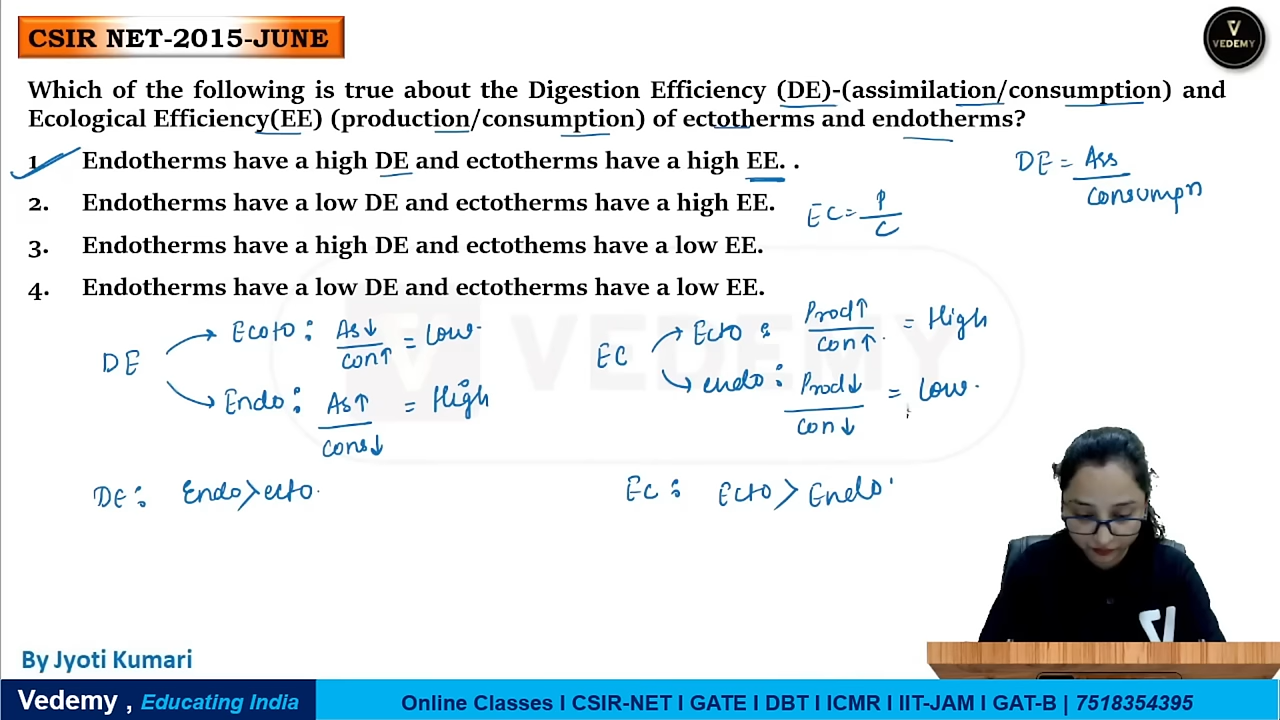 CSIR NET-2015-JUNE
VEDEMY
Which of the following is true about the Digestion Efficiency (DE)-(assimilation/consumption) and
Ecological Efficiency(EE) (production/consumption) of ectotherms and endotherms?
1. Endotherms have a high DE and ectotherms have a high EE. .
DE = Ass
Consumpn
2. Endotherms have a low DE and ectotherms have a high EE.
EC = P
C
3. Endotherms have a high DE and ectothems have a low EE.
4. Endotherms have a low DE and ectotherms have a low EE.
VEDEMY
DE
Ecoto : As↓
con↑ = Low.
Endo : As↑
cons↓ = High
EC
Ecto : Prod↑
con↑ = High
endo : Prod↓
con↓ = Low.
DE : Endo > ecto.
EC : Ecto > Endo.
By Jyoti Kumari
Vedemy , Educating India
Online Classes I CSIR-NET I GATE I DBT I ICMR I IIT-JAM I GAT-B | 7518354395